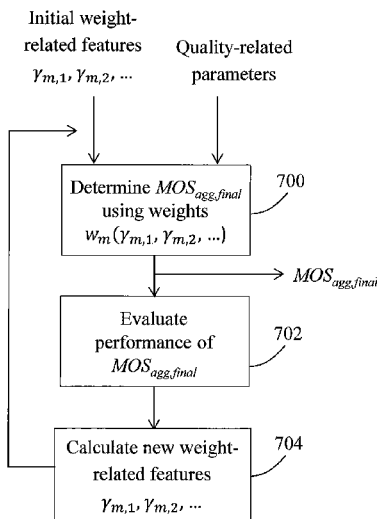 Initial weight-
related features
γm,1, γm,2, ...
Quality-related
parameters
Determine MOSagg,final
using weights
wm(γm,1, γm,2, ...)
700
MOSagg,final
Evaluate
performance of
MOSagg,final
702
Calculate new weight-
related features
γm,1, γm,2, ...
704